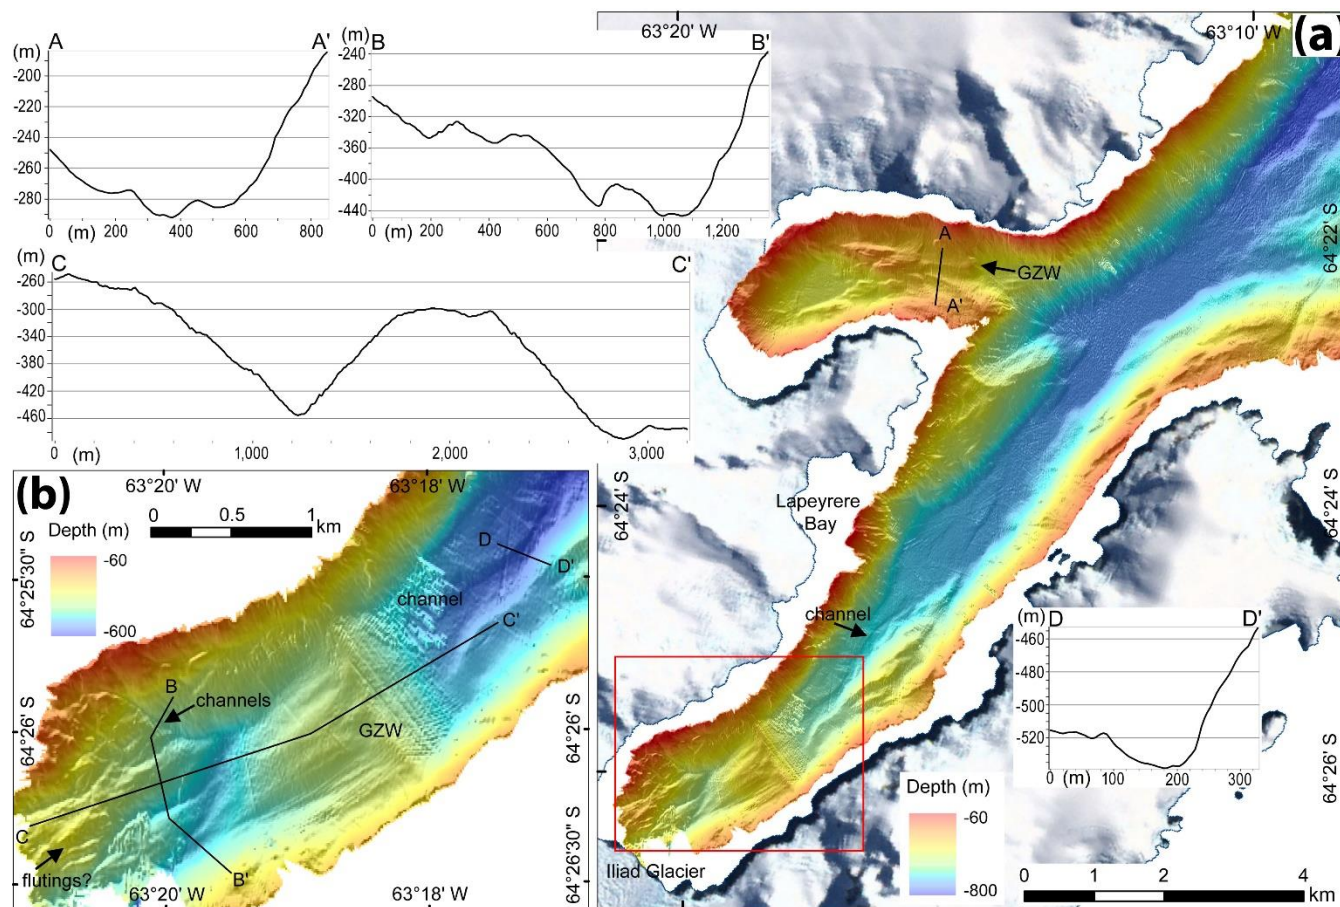 A
A'
(m)
-200
-220
-240
-260
-280
0
(m)
200
400
600
800
B
B'
(m)
-240
-280
-320
-360
-400
-440
0
(m)
200
400
600
800
1,000
1,200
C
C'
(m)
-260
-300
-340
-380
-420
-460
0
(m)
1,000
2,000
3,000
(a)
63°20' W
63°10' W
64°22' S
64°24' S
64°24' S
64°26' S
64°26' S
A
A'
GZW
Lapeyrere
Bay
channel
Iliad Glacier
D
D'
(m)
-460
-480
-500
-520
0
(m)
100
200
300
Depth (m)
-60
-800
0
1
2
4
km
(b)
63°20' W
63°18' W
Depth (m)
-60
-600
0
0.5
1
km
64°25'30" S
64°26' S
64°26'30" S
D
D'
channel
C'
B
channels
GZW
C
flutings?
B'
63°20' W
63°18' W